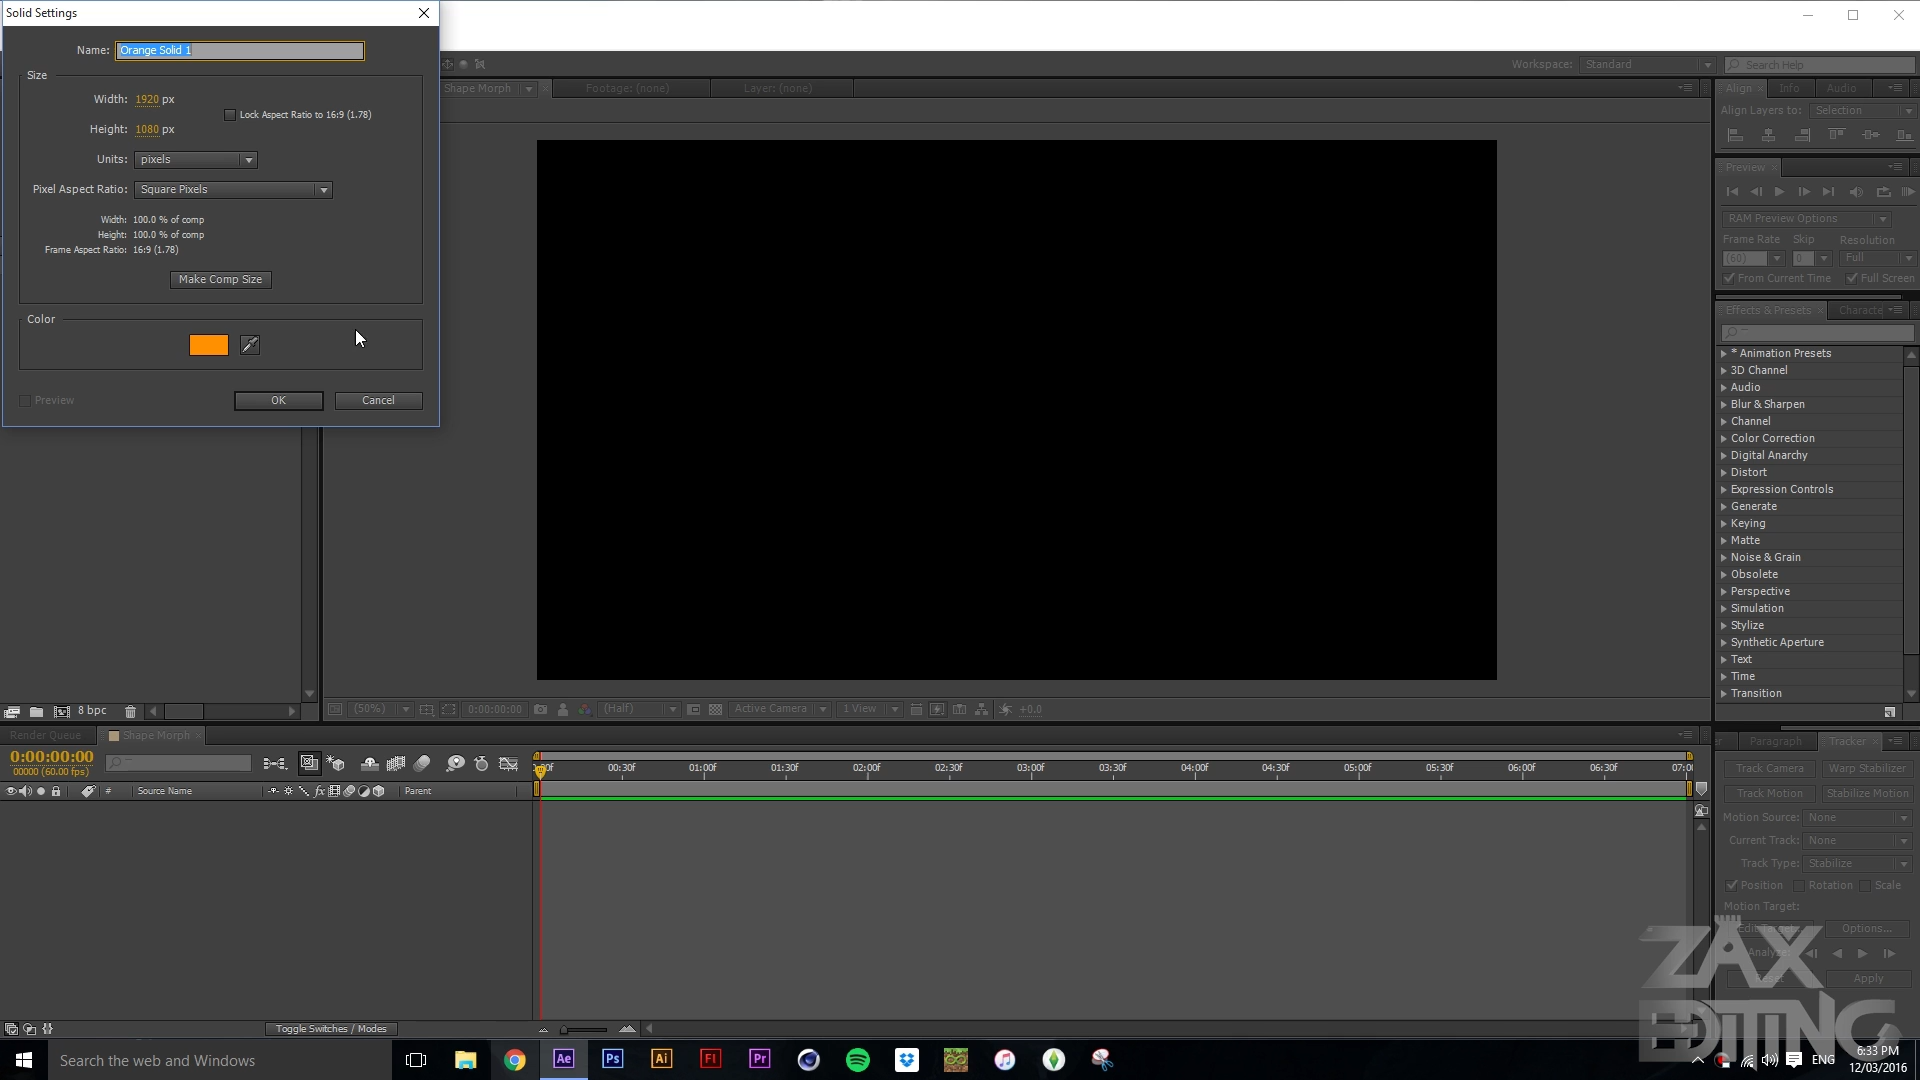 Solid Settings
Name: Orange Solid 1
Size
Width: 1920 px
Lock Aspect Ratio to 16:9 (1.78)
Height: 1080 px
Units: pixels
Pixel Aspect Ratio: Square Pixels
Width: 100.0 % of comp
Height: 100.0 % of comp
Frame Aspect Ratio: 16:9 (1.78)
Make Comp Size
Color
Preview
OK
Cancel
Workspace: Standard
Search Help
Shape Morph
Footage: (none)
Layer: (none)
Align
Info
Audio
Align Layers to: Selection
Preview
RAM Preview Options
Frame Rate Skip Resolution
(60) 0 Full
From Current Time Full Screen
Effects & Presets
Characte
* Animation Presets
3D Channel
Audio
Blur & Sharpen
Channel
Color Correction
Digital Anarchy
Distort
Expression Controls
Generate
Keying
Matte
Noise & Grain
Obsolete
Perspective
Simulation
Stylize
Synthetic Aperture
Text
Time
Transition
8 bpc
(50%) 0:00:00:00 (Half) Active Camera 1 View +0.0
Render Queue
Shape Morph
0:00:00:00
00000 (60.00 fps)
# Source Name fx Parent
00:30f 01:00f 01:30f 02:00f 02:30f 03:00f 03:30f 04:00f 04:30f 05:00f 05:30f 06:00f 06:30f 07:00
Paragraph
Tracker
Track Camera
Warp Stabilizer
Track Motion
Stabilize Motion
Motion Source: None
Current Track: None
Track Type: Stabilize
Position Rotation Scale
Motion Target:
Edit Target...
Options...
Analyze:
Reset
Apply
ZAX
EDITING
Toggle Switches / Modes
Search the web and Windows
Ae
Ps
Ai
Fl
Pr
ENG
6:33 PM
12/03/2016